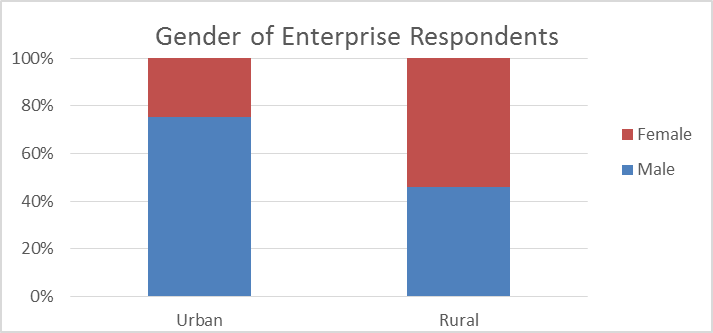 Gender of Enterprise Respondents
100%
80%
60%
40%
20%
0%
Urban
Rural
Female
Male